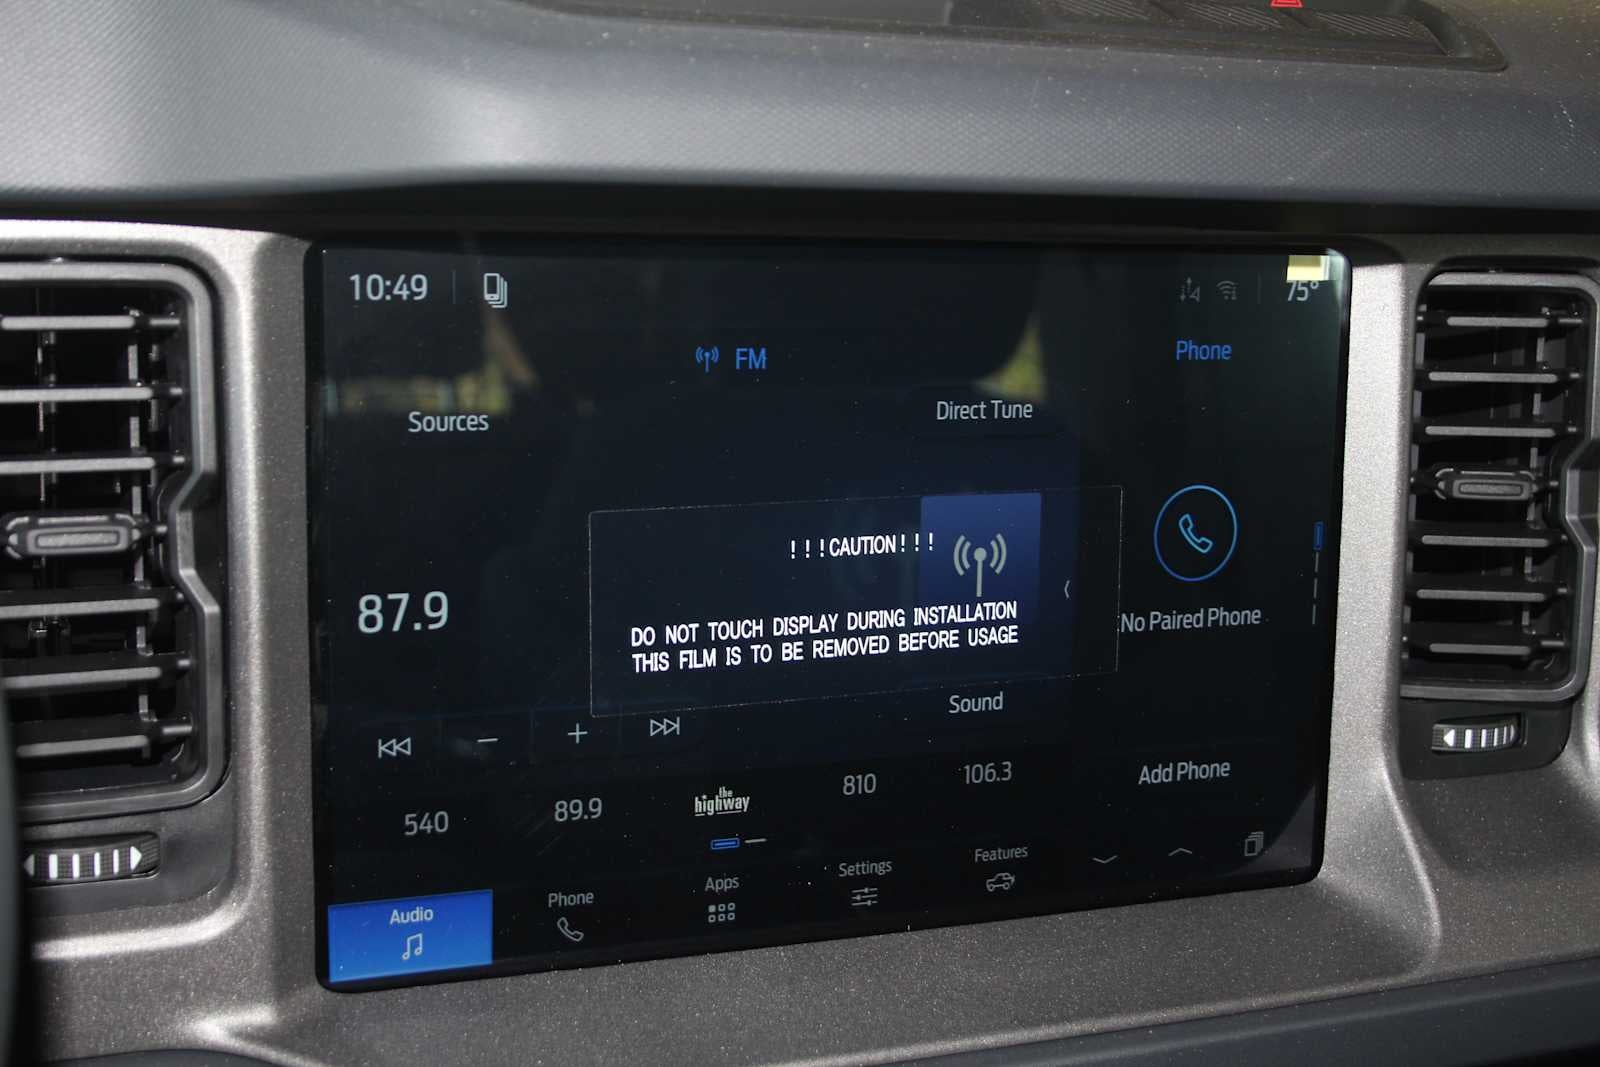 10:49
75°
FM
Phone
Sources
Direct Tune
!!!CAUTION!!!
87.9
DO NOT TOUCH DISPLAY DURING INSTALLATION
THIS FILM IS TO BE REMOVED BEFORE USAGE
No Paired Phone
Sound
Add Phone
540
89.9
the
highway
810
106.3
Audio
Phone
Apps
Settings
Features